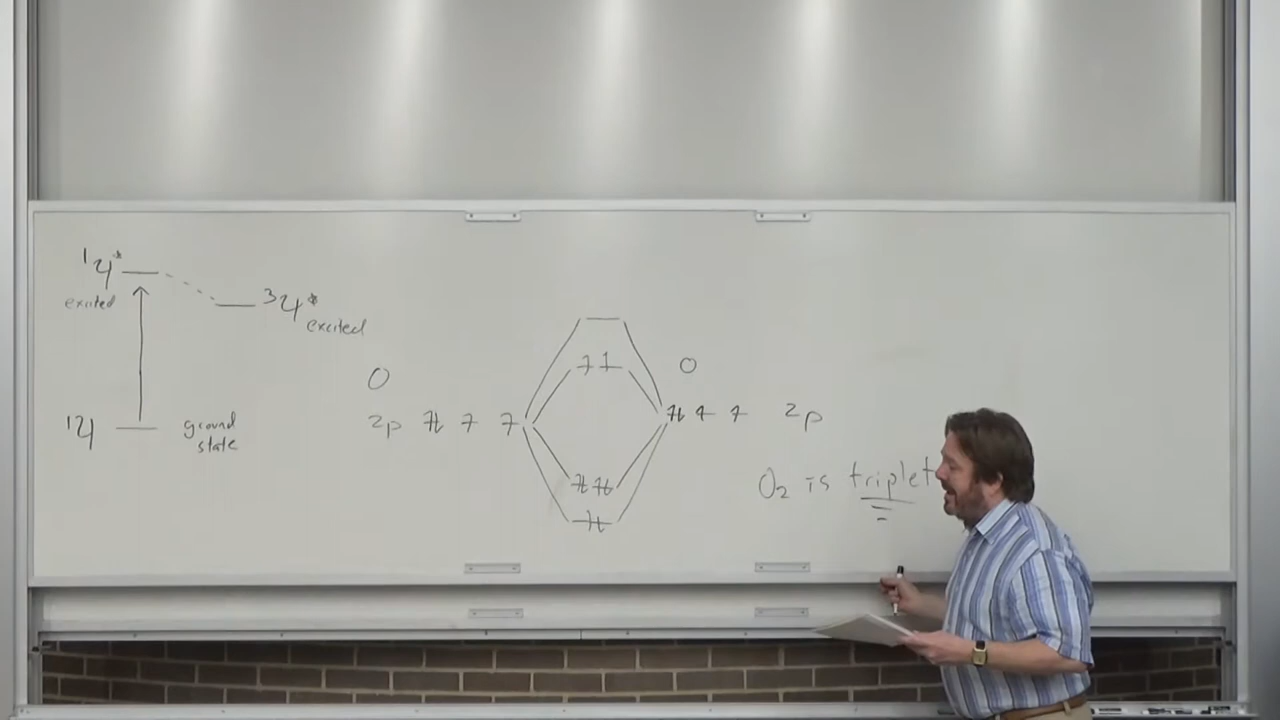 ¹Ψ*
excited
³Ψ*
excited
¹Ψ
ground
state
O
O
2p
2p
O₂ is triplet